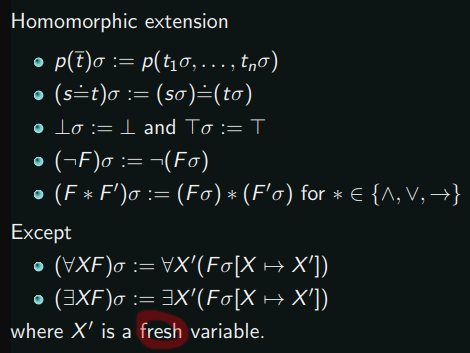 Homomorphic extension
p(t̅)σ := p(t₁σ, . . . , tₙσ)
(s≐t)σ := (sσ)≐(tσ)
⊥σ := ⊥ and ⊤σ := ⊤
(¬F)σ := ¬(Fσ)
(F ∗ F′)σ := (Fσ) ∗ (F′σ) for ∗ ∈ {∧, ∨, →}
Except
(∀XF)σ := ∀X′(Fσ[X ↦ X′])
(∃XF)σ := ∃X′(Fσ[X ↦ X′])
where X′ is a fresh variable.